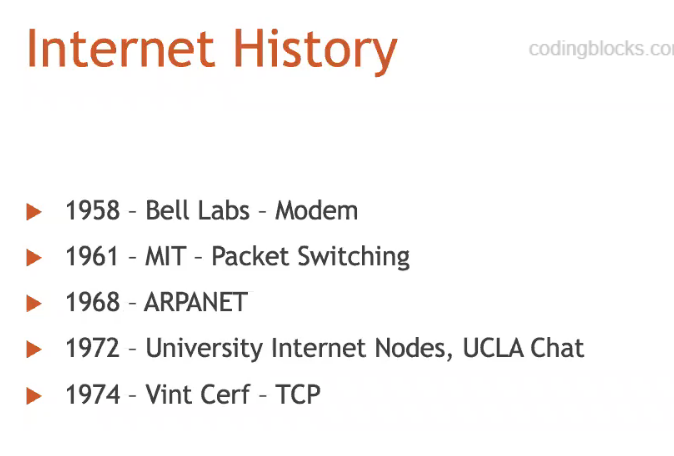 Internet History
codingblocks.co
1958 – Bell Labs – Modem
1961 – MIT – Packet Switching
1968 – ARPANET
1972 – University Internet Nodes, UCLA Chat
1974 – Vint Cerf – TCP